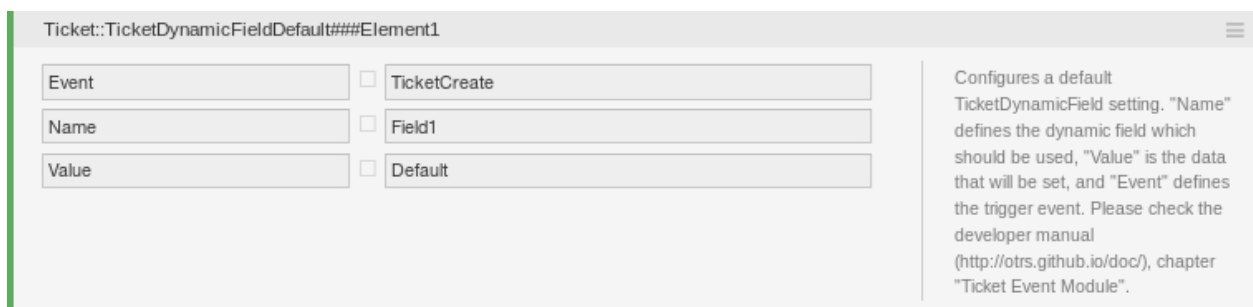 Ticket::TicketDynamicFieldDefault###Element1
Event TicketCreate
Name Field1
Value Default
Configures a default
TicketDynamicField setting. "Name"
defines the dynamic field which
should be used, "Value" is the data
that will be set, and "Event" defines
the trigger event. Please check the
developer manual
(http://otrs.github.io/doc/), chapter
"Ticket Event Module".